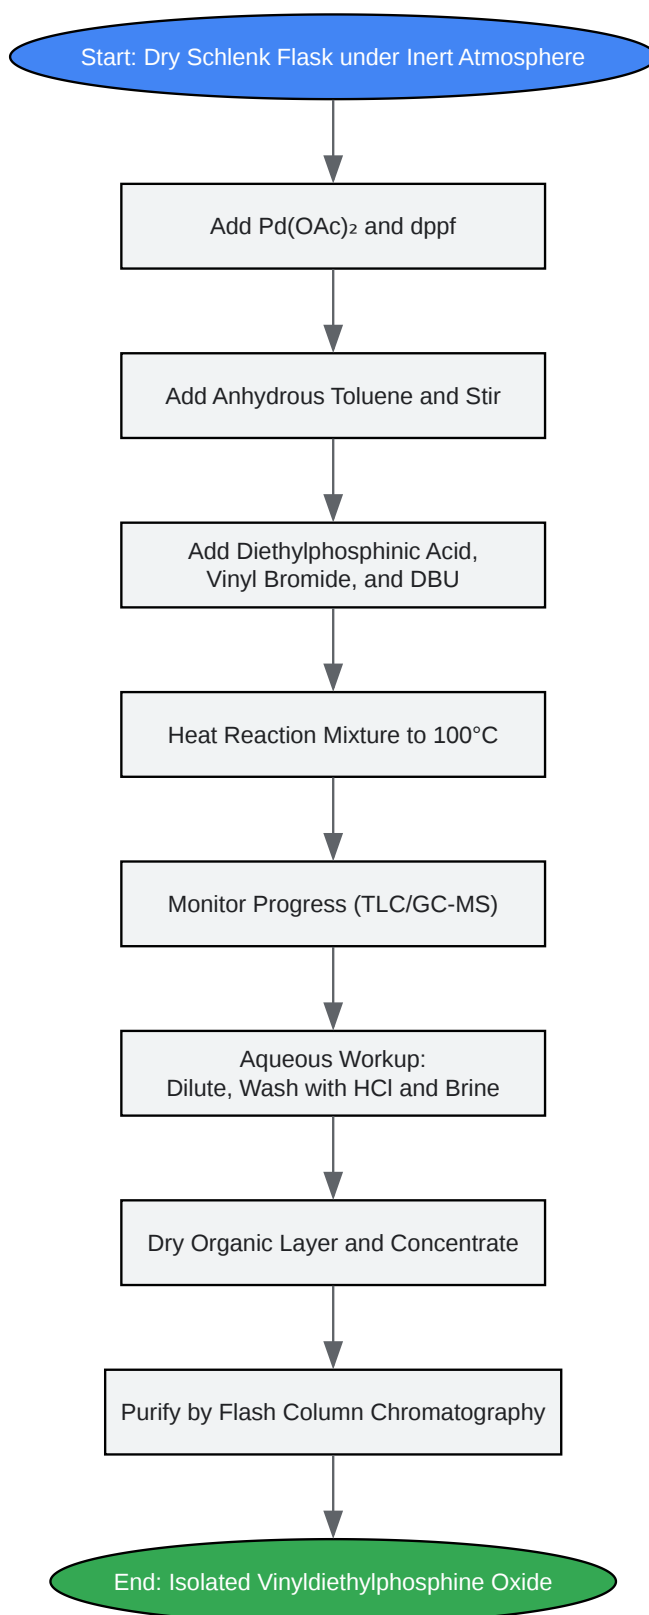 Start: Dry Schlenk Flask under Inert Atmosphere
Add Pd(OAc)₂ and dppf
Add Anhydrous Toluene and Stir
Add Diethylphosphinic Acid,
Vinyl Bromide, and DBU
Heat Reaction Mixture to 100°C
Monitor Progress (TLC/GC-MS)
Aqueous Workup:
Dilute, Wash with HCl and Brine
Dry Organic Layer and Concentrate
Purify by Flash Column Chromatography
End: Isolated Vinyldiethylphosphine Oxide